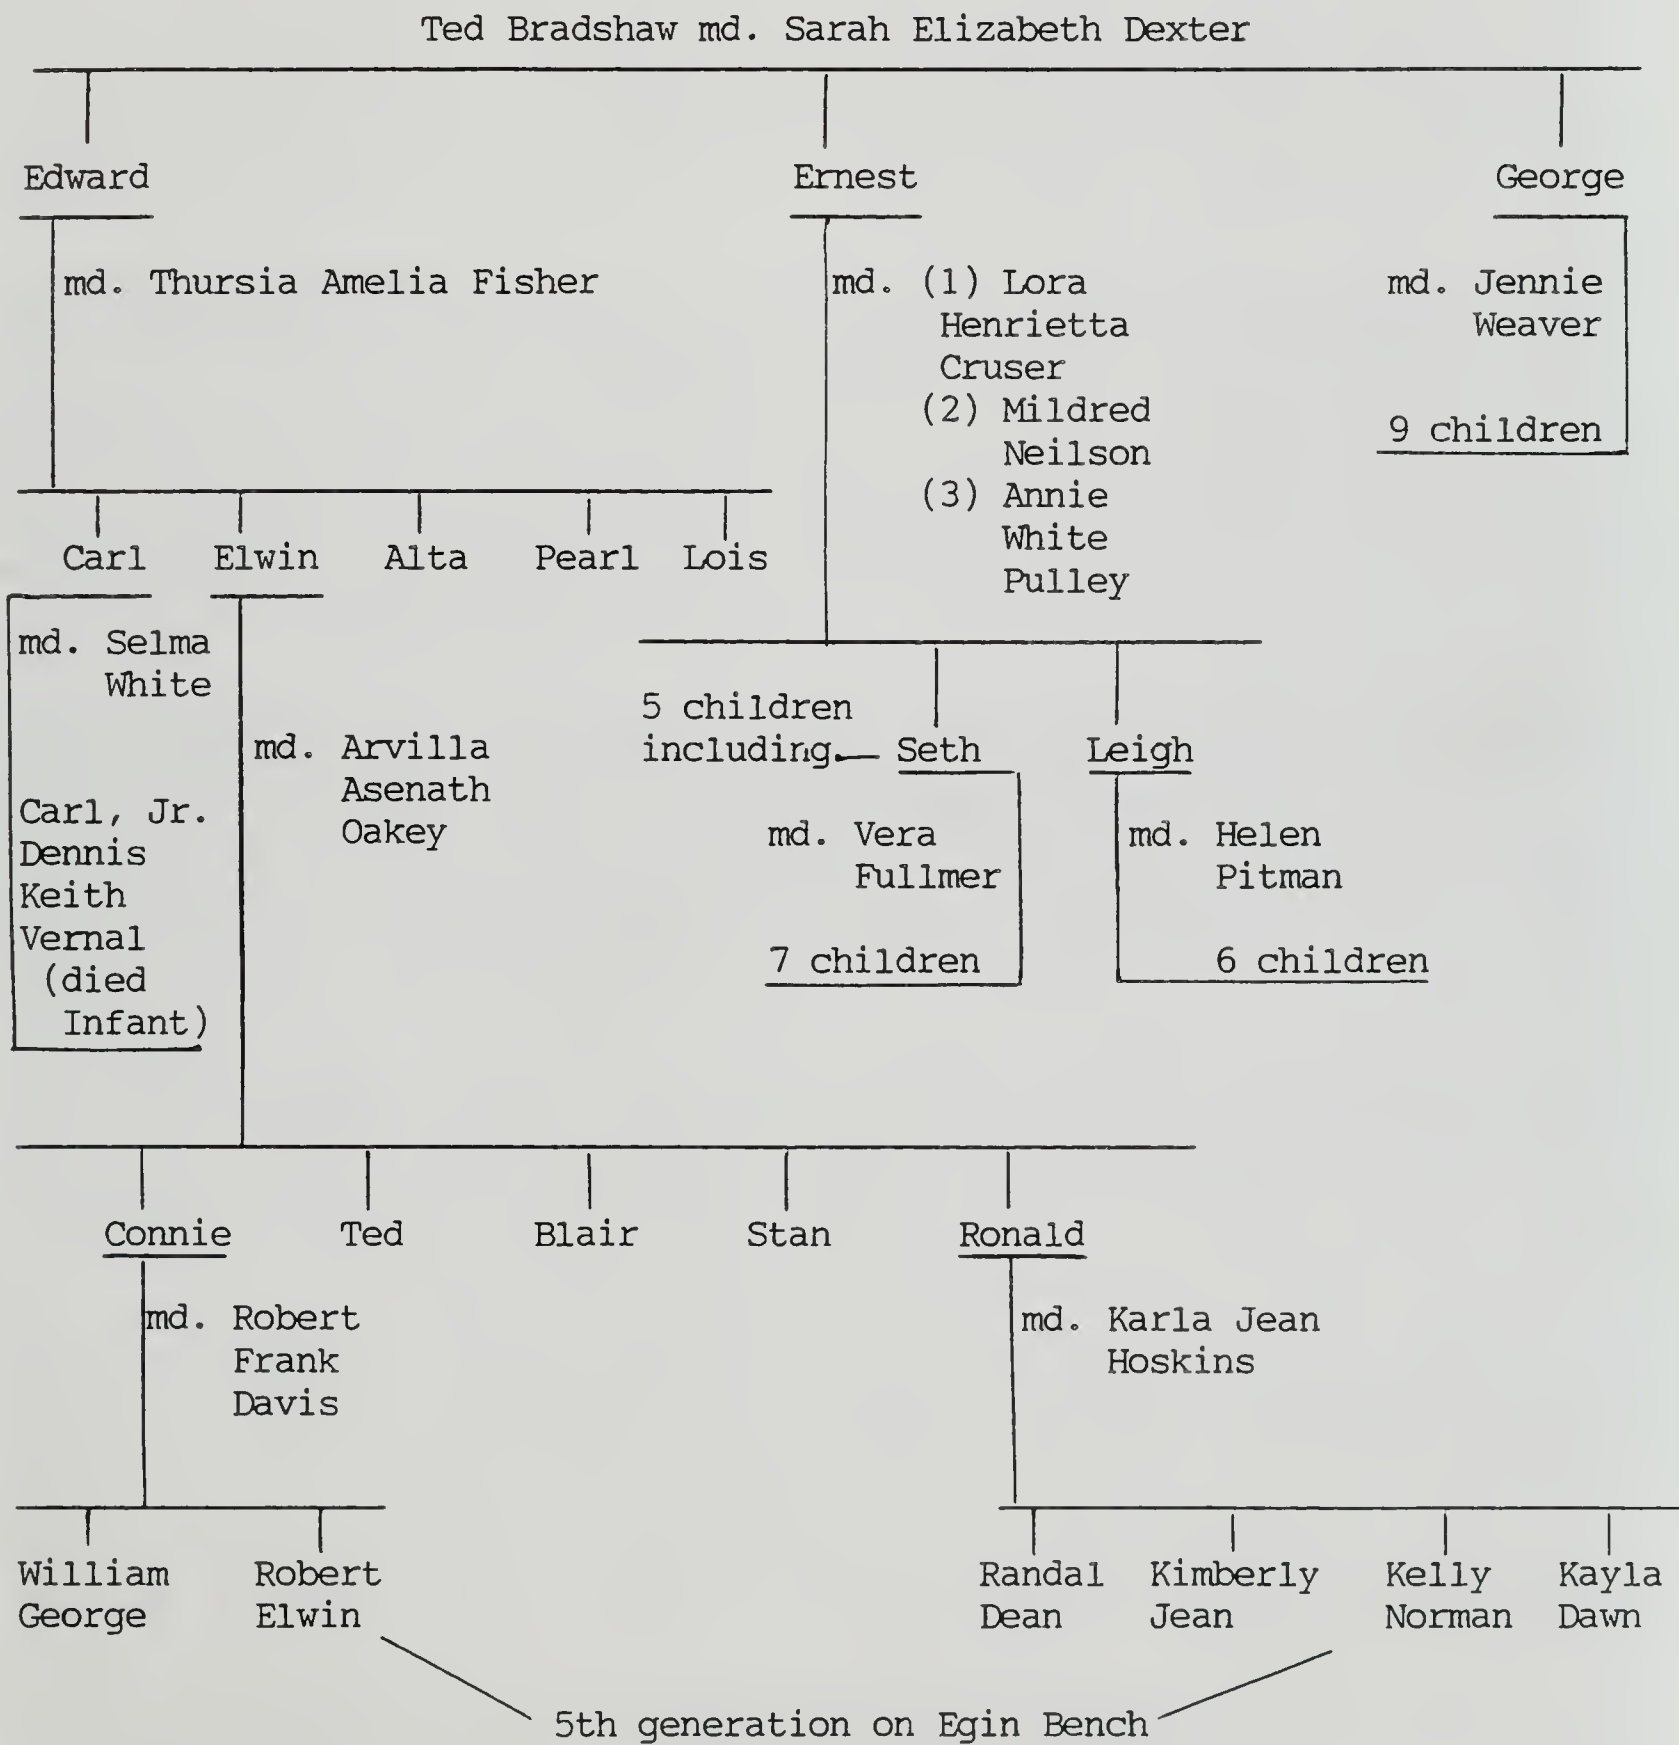 Ted Bradshaw md. Sarah Elizabeth Dexter
Edward Ernest George
md. Thursia Amelia Fisher
md. (1) Lora
Henrietta
Cruser
(2) Mildred
Neilson
(3) Annie
White
Pulley
md. Jennie
Weaver
9 children
Carl Elwin Alta Pearl Lois
md. Selma
White
Carl, Jr.
Dennis
Keith
Vernal
(died
Infant)
md. Arvilla
Asenath
Oakey
5 children
including Seth Leigh
md. Vera
Fullmer
7 children
md. Helen
Pitman
6 children
Connie Ted Blair Stan Ronald
md. Robert
Frank
Davis
md. Karla Jean
Hoskins
William
George
Robert
Elwin
Randal
Dean
Kimberly
Jean
Kelly
Norman
Kayla
Dawn
5th generation on Egin Bench